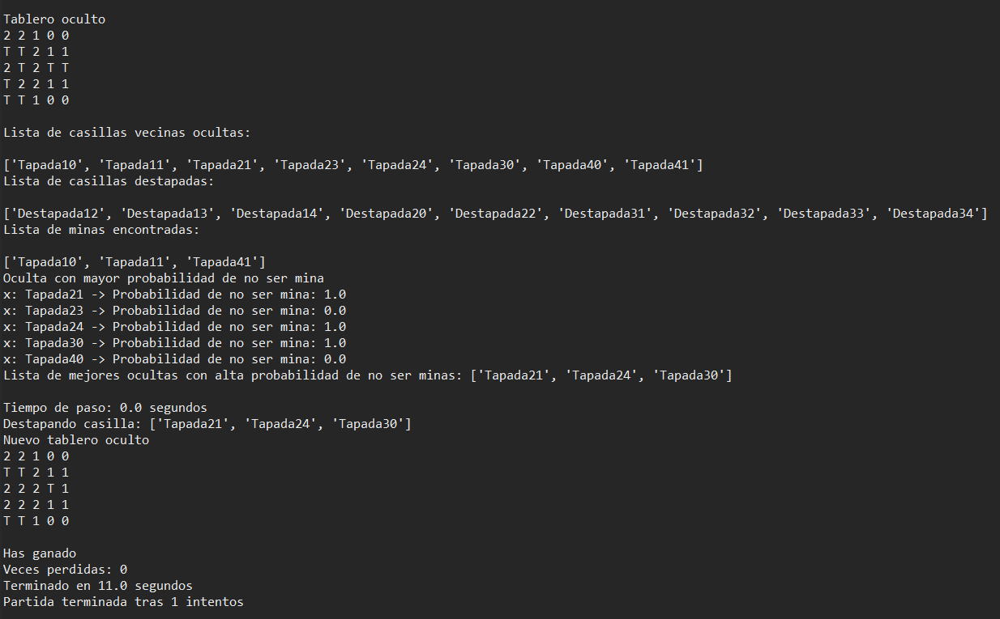 Tablero oculto
2 2 1 0 0
T T 2 1 1
2 T 2 T T
T 2 2 1 1
T T 1 0 0
Lista de casillas vecinas ocultas:
['Tapada10', 'Tapada11', 'Tapada21', 'Tapada23', 'Tapada24', 'Tapada30', 'Tapada40', 'Tapada41']
Lista de casillas destapadas:
['Destapada12', 'Destapada13', 'Destapada14', 'Destapada20', 'Destapada22', 'Destapada31', 'Destapada32', 'Destapada33', 'Destapada34']
Lista de minas encontradas:
['Tapada10', 'Tapada11', 'Tapada41']
Oculta con mayor probabilidad de no ser mina
x: Tapada21 -> Probabilidad de no ser mina: 1.0
x: Tapada23 -> Probabilidad de no ser mina: 0.0
x: Tapada24 -> Probabilidad de no ser mina: 1.0
x: Tapada30 -> Probabilidad de no ser mina: 1.0
x: Tapada40 -> Probabilidad de no ser mina: 0.0
Lista de mejores ocultas con alta probabilidad de no ser minas: ['Tapada21', 'Tapada24', 'Tapada30']
Tiempo de paso: 0.0 segundos
Destapando casilla: ['Tapada21', 'Tapada24', 'Tapada30']
Nuevo tablero oculto
2 2 1 0 0
T T 2 1 1
2 2 2 T 1
2 2 2 1 1
T T 1 0 0
Has ganado
Veces perdidas: 0
Terminado en 11.0 segundos
Partida terminada tras 1 intentos